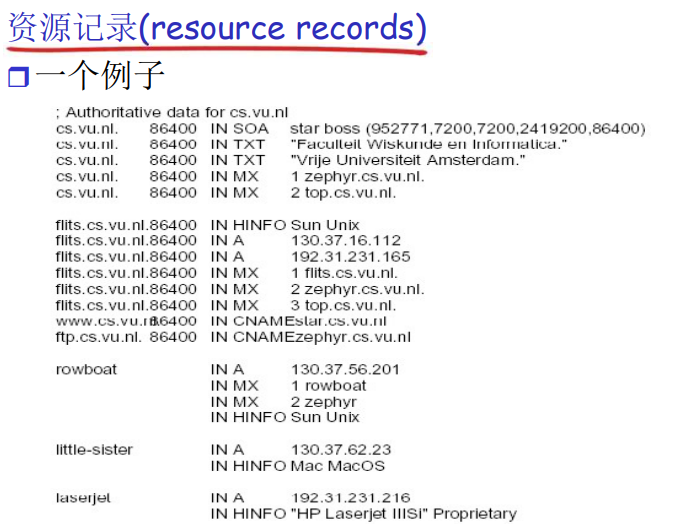 资源记录(resource records)
一个例子
; Authoritative data for cs.vu.nl
cs.vu.nl. 86400 IN SOA star boss (952771,7200,7200,2419200,86400)
cs.vu.nl. 86400 IN TXT "Faculteit Wiskunde en Informatica."
cs.vu.nl. 86400 IN TXT "Vrije Universiteit Amsterdam."
cs.vu.nl. 86400 IN MX 1 zephyr.cs.vu.nl.
cs.vu.nl. 86400 IN MX 2 top.cs.vu.nl.
flits.cs.vu.nl. 86400 IN HINFO Sun Unix
flits.cs.vu.nl. 86400 IN A 130.37.16.112
flits.cs.vu.nl. 86400 IN A 192.31.231.165
flits.cs.vu.nl. 86400 IN MX 1 flits.cs.vu.nl.
flits.cs.vu.nl. 86400 IN MX 2 zephyr.cs.vu.nl.
flits.cs.vu.nl. 86400 IN MX 3 top.cs.vu.nl.
www.cs.vu.nl. 86400 IN CNAME star.cs.vu.nl
ftp.cs.vu.nl. 86400 IN CNAME zephyr.cs.vu.nl
rowboat IN A 130.37.56.201
IN MX 1 rowboat
IN MX 2 zephyr
IN HINFO Sun Unix
little-sister IN A 130.37.62.23
IN HINFO Mac MacOS
laserjet IN A 192.31.231.216
IN HINFO "HP Laserjet IIISi" Proprietary